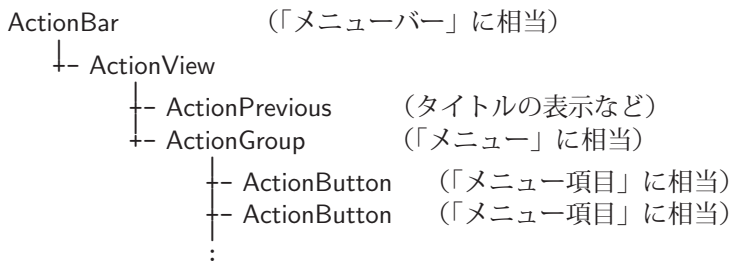 ActionBar （「メニューバー」に相当）
+- ActionView
+- ActionPrevious （タイトルの表示など）
+- ActionGroup （「メニュー」に相当）
+- ActionButton （「メニュー項目」に相当）
+- ActionButton （「メニュー項目」に相当）
: